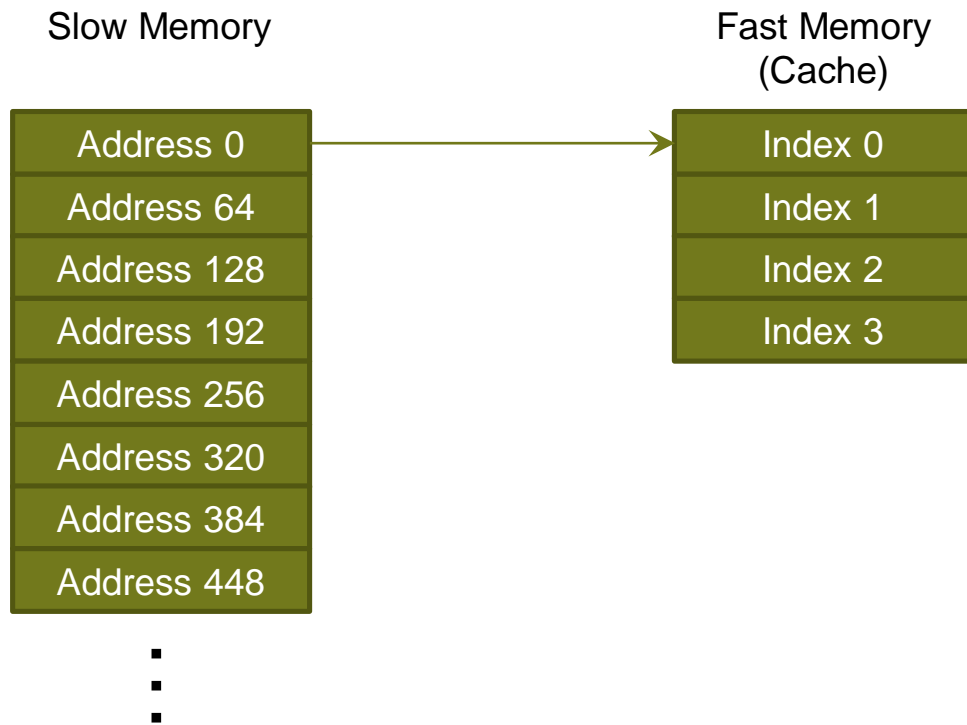 Slow Memory
Fast Memory
(Cache)
Address 0
Address 64
Address 128
Address 192
Address 256
Address 320
Address 384
Address 448
Index 0
Index 1
Index 2
Index 3